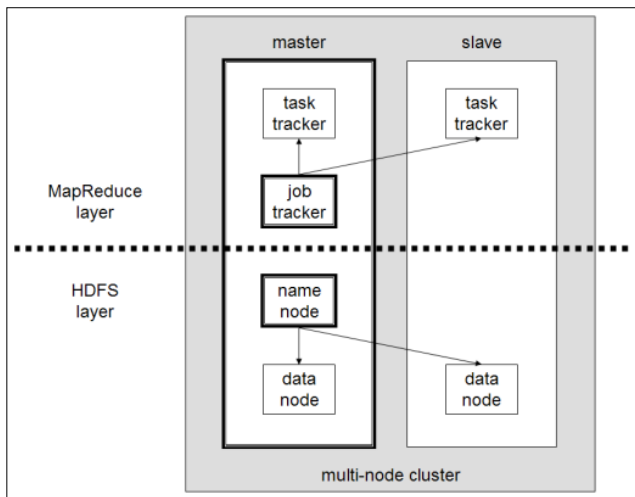 master
slave
task
tracker
task
tracker
MapReduce
layer
job
tracker
HDFS
layer
name
node
data
node
data
node
multi-node cluster